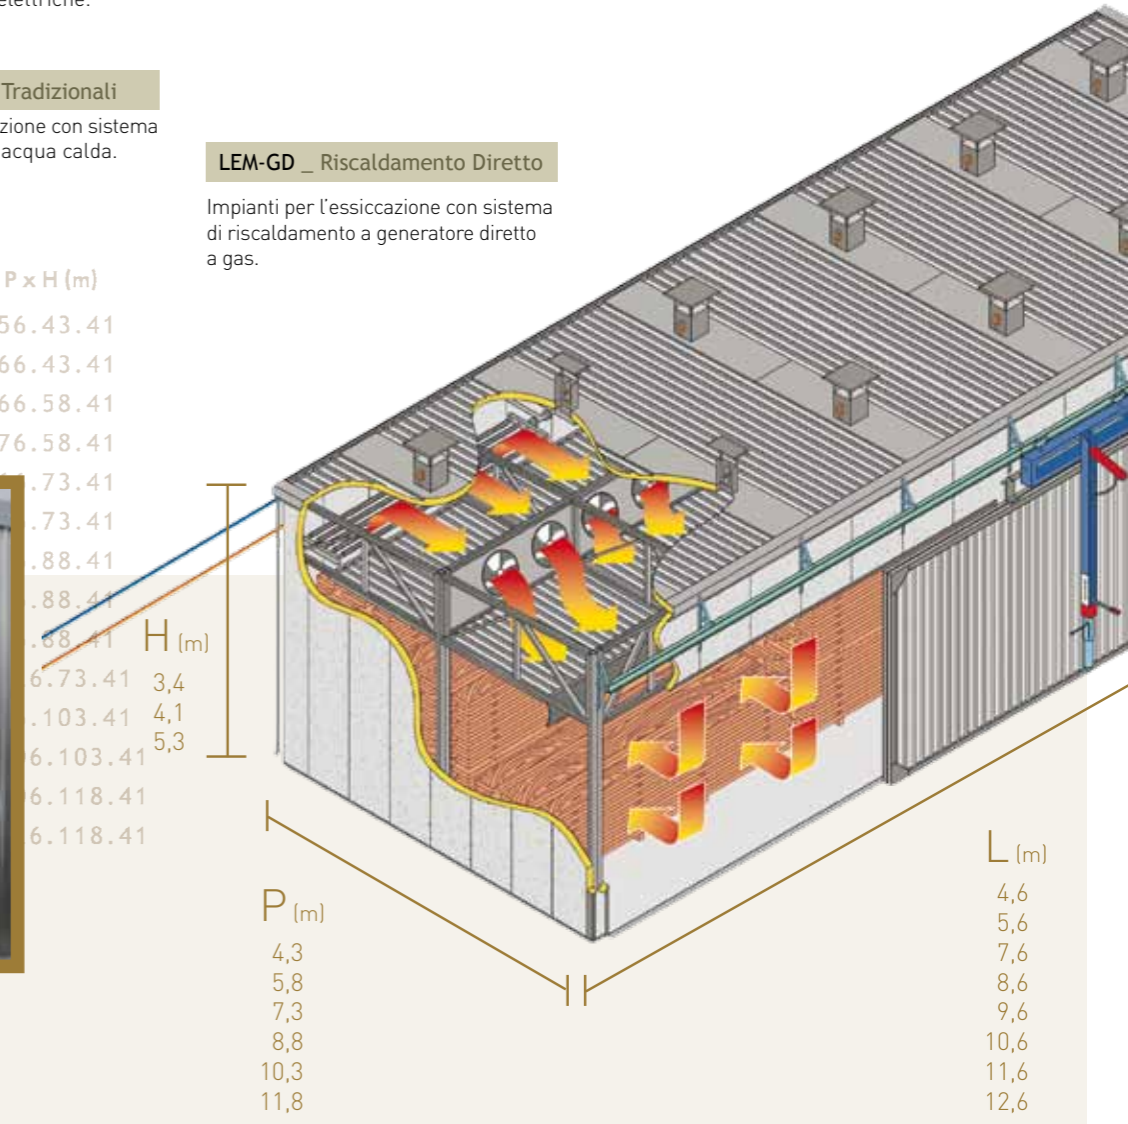 elettriche.
Tradizionali
zione con sistema
acqua calda.
LEM-GD _ Riscaldamento Diretto
Impianti per l'essiccazione con sistema
di riscaldamento a generatore diretto
a gas.
P x H (m)
56.43.41
66.43.41
66.58.41
76.58.41
.73.41
.73.41
.88.41
.88.41
.88.41
6.73.41
.103.41
6.103.41
6.118.41
6.118.41
H (m)
3,4
4,1
5,3
P (m)
4,3
5,8
7,3
8,8
10,3
11,8
L (m)
4,6
5,6
7,6
8,6
9,6
10,6
11,6
12,6